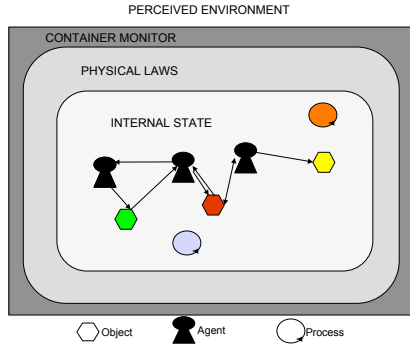 PERCEIVED ENVIRONMENT
CONTAINER MONITOR
PHYSICAL LAWS
INTERNAL STATE
Object
Agent
Process